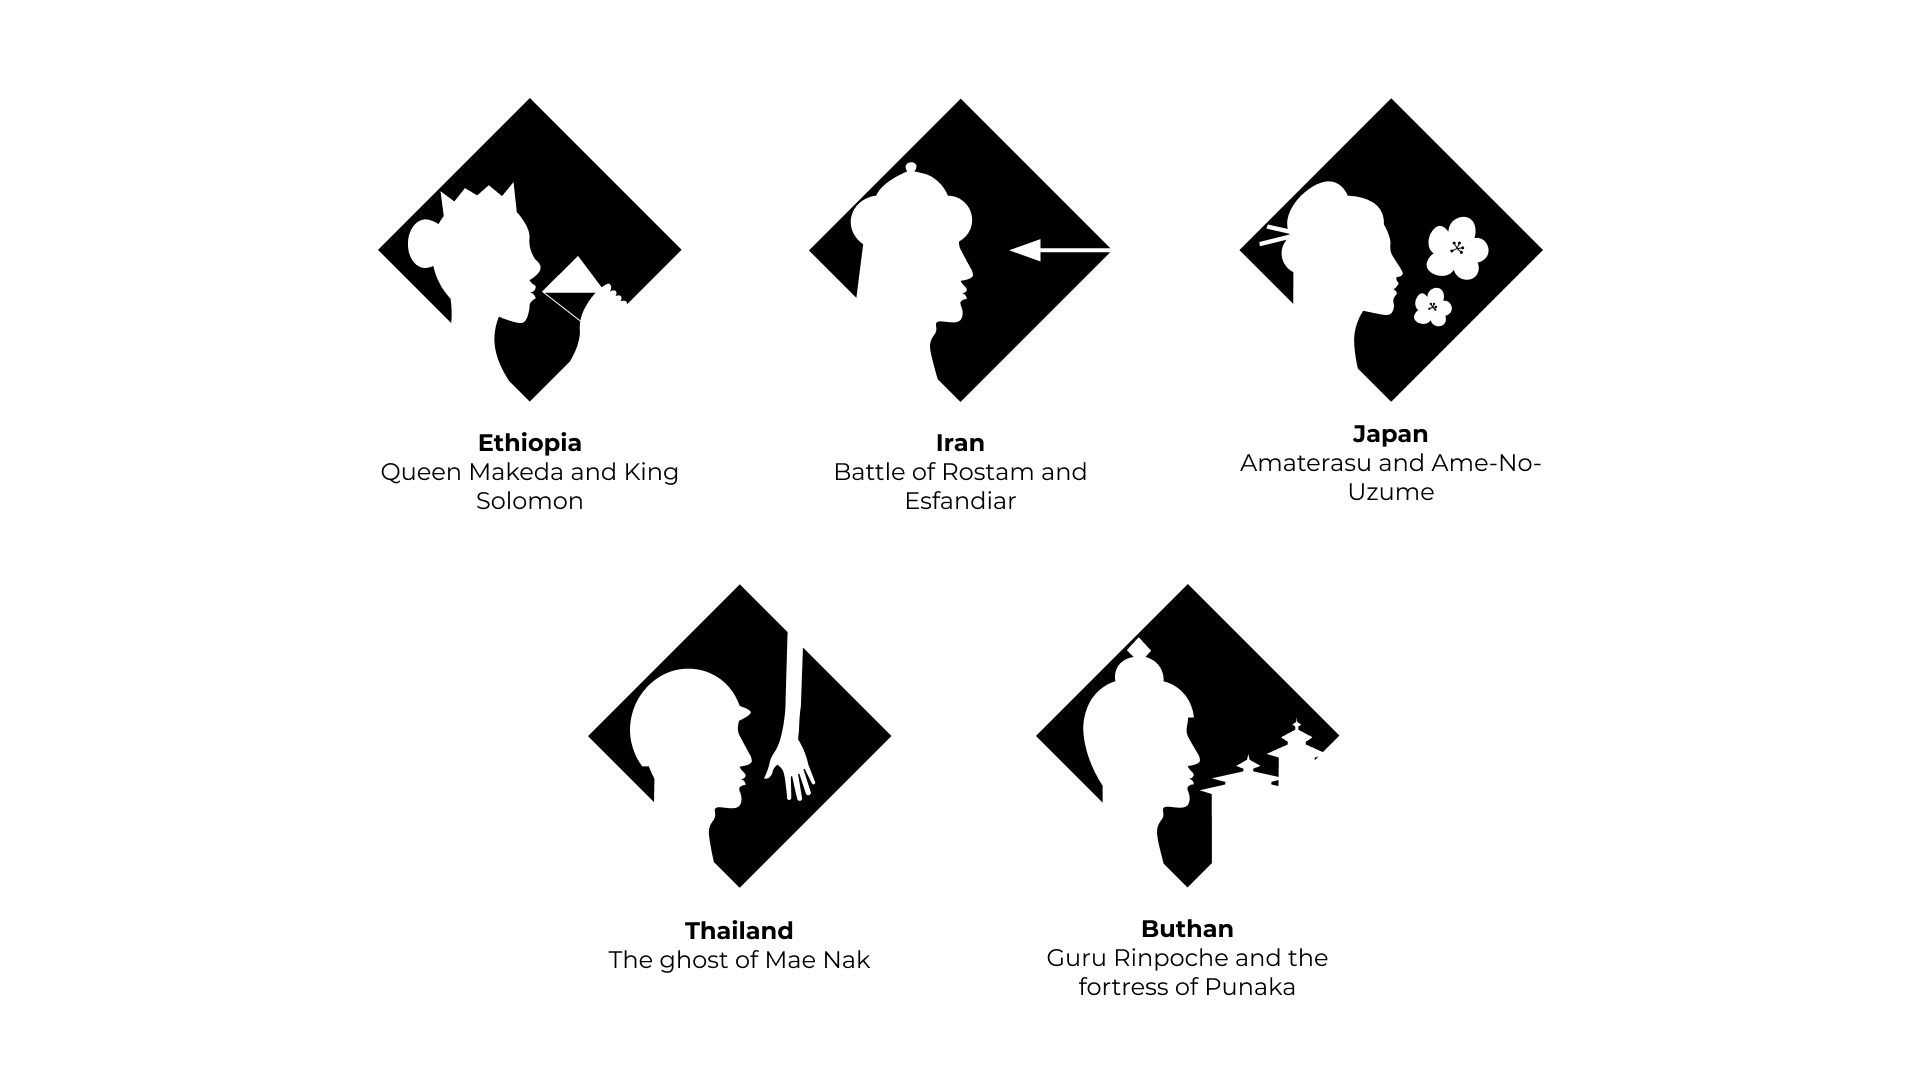 Ethiopia
Queen Makeda and King
Solomon
Iran
Battle of Rostam and
Esfandiar
Japan
Amaterasu and Ame-No-
Uzume
Thailand
The ghost of Mae Nak
Buthan
Guru Rinpoche and the
fortress of Punaka